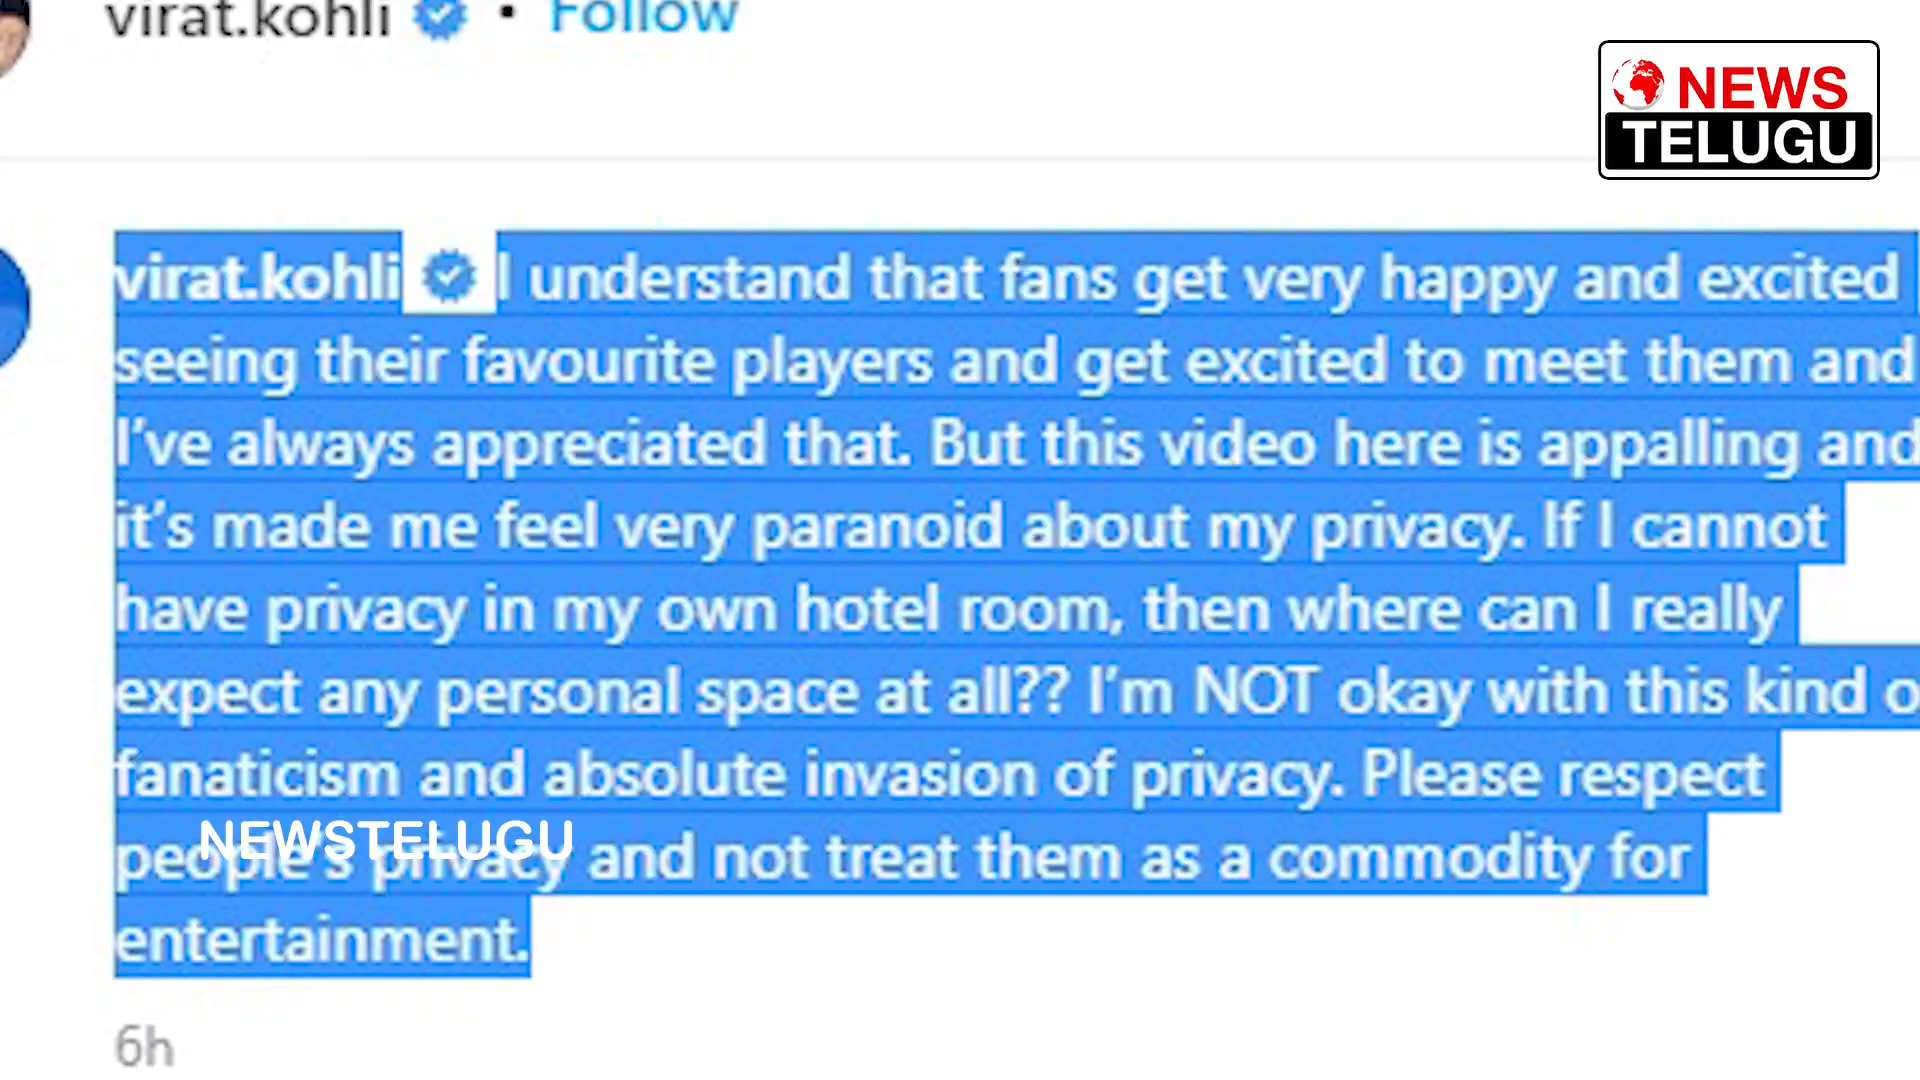 virat.kohli • Follow
NEWS
TELUGU
virat.kohli I understand that fans get very happy and excited
seeing their favourite players and get excited to meet them and
I've always appreciated that. But this video here is appalling and
it's made me feel very paranoid about my privacy. If I cannot
have privacy in my own hotel room, then where can I really
expect any personal space at all?? I'm NOT okay with this kind o
fanaticism and absolute invasion of privacy. Please respect
NEWSTELUGU
people's privacy and not treat them as a commodity for
entertainment.
6h